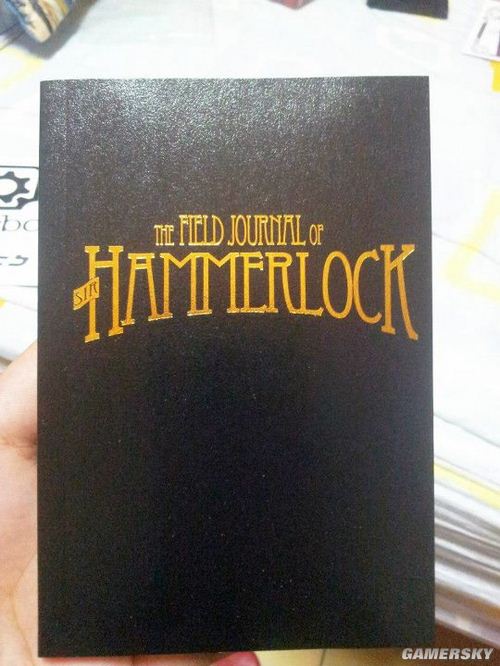 THE FIELD JOURNAL OF
SIR HAMMERLOCK
GAMERSKY